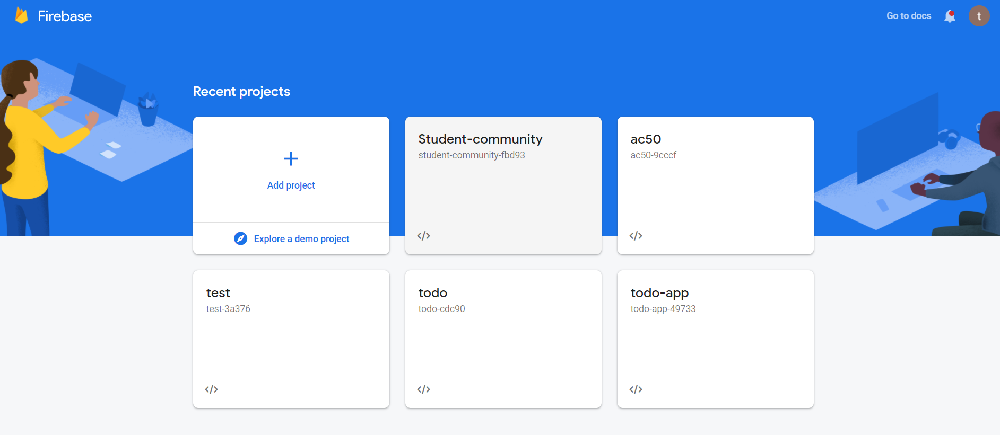 Firebase
Go to docs
t
Recent projects
Add project
Explore a demo project
Student-community
student-community-fbd93
</>
ac50
ac50-9cccf
</>
test
test-3a376
</>
todo
todo-cdc90
</>
todo-app
todo-app-49733
</>